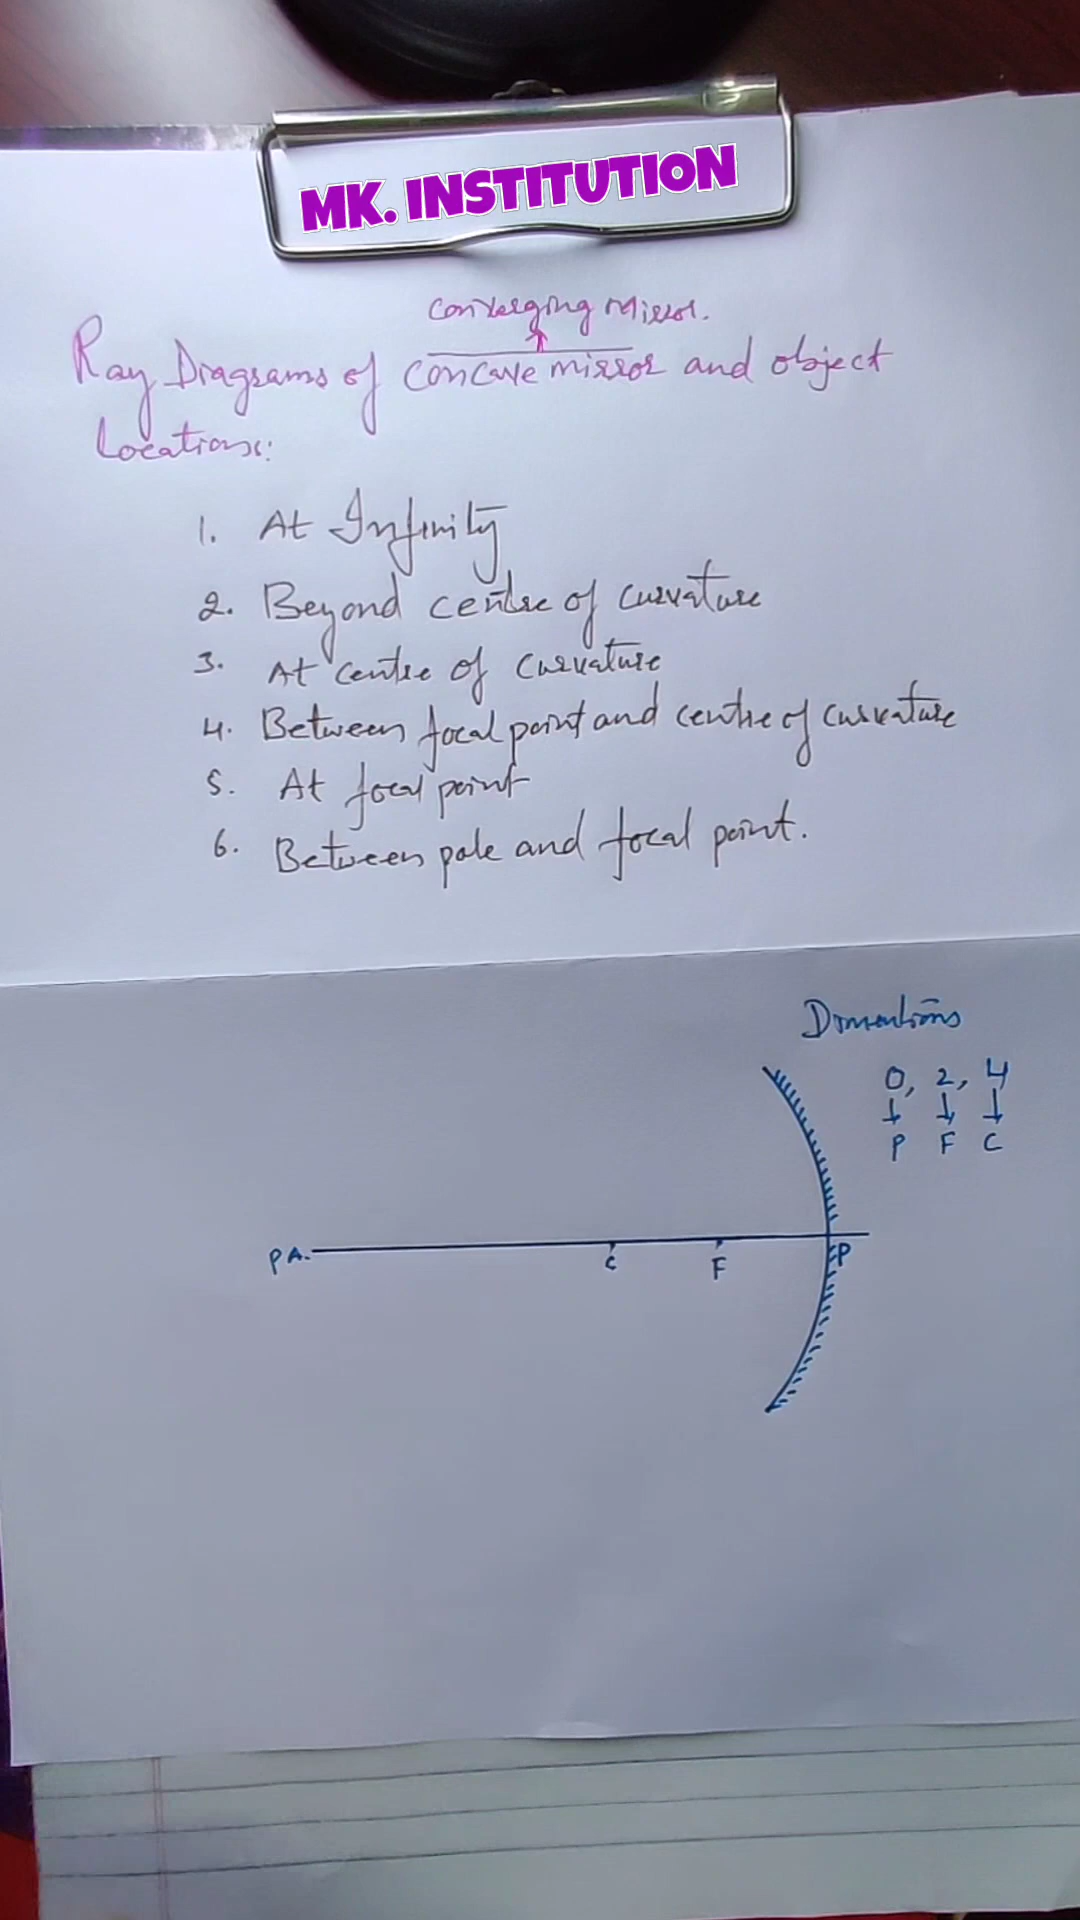 MK. INSTITUTION
Converging Mirror.
Ray Diagrams of concave mirror and object
Locations:
1. At Infinity
2. Beyond centre of curvature
3. At centre of curvature
4. Between focal point and centre of curvature
5. At focal point
6. Between pole and focal point.
Dimentions
0, 2, 4
P F C
PA.
C
F
P